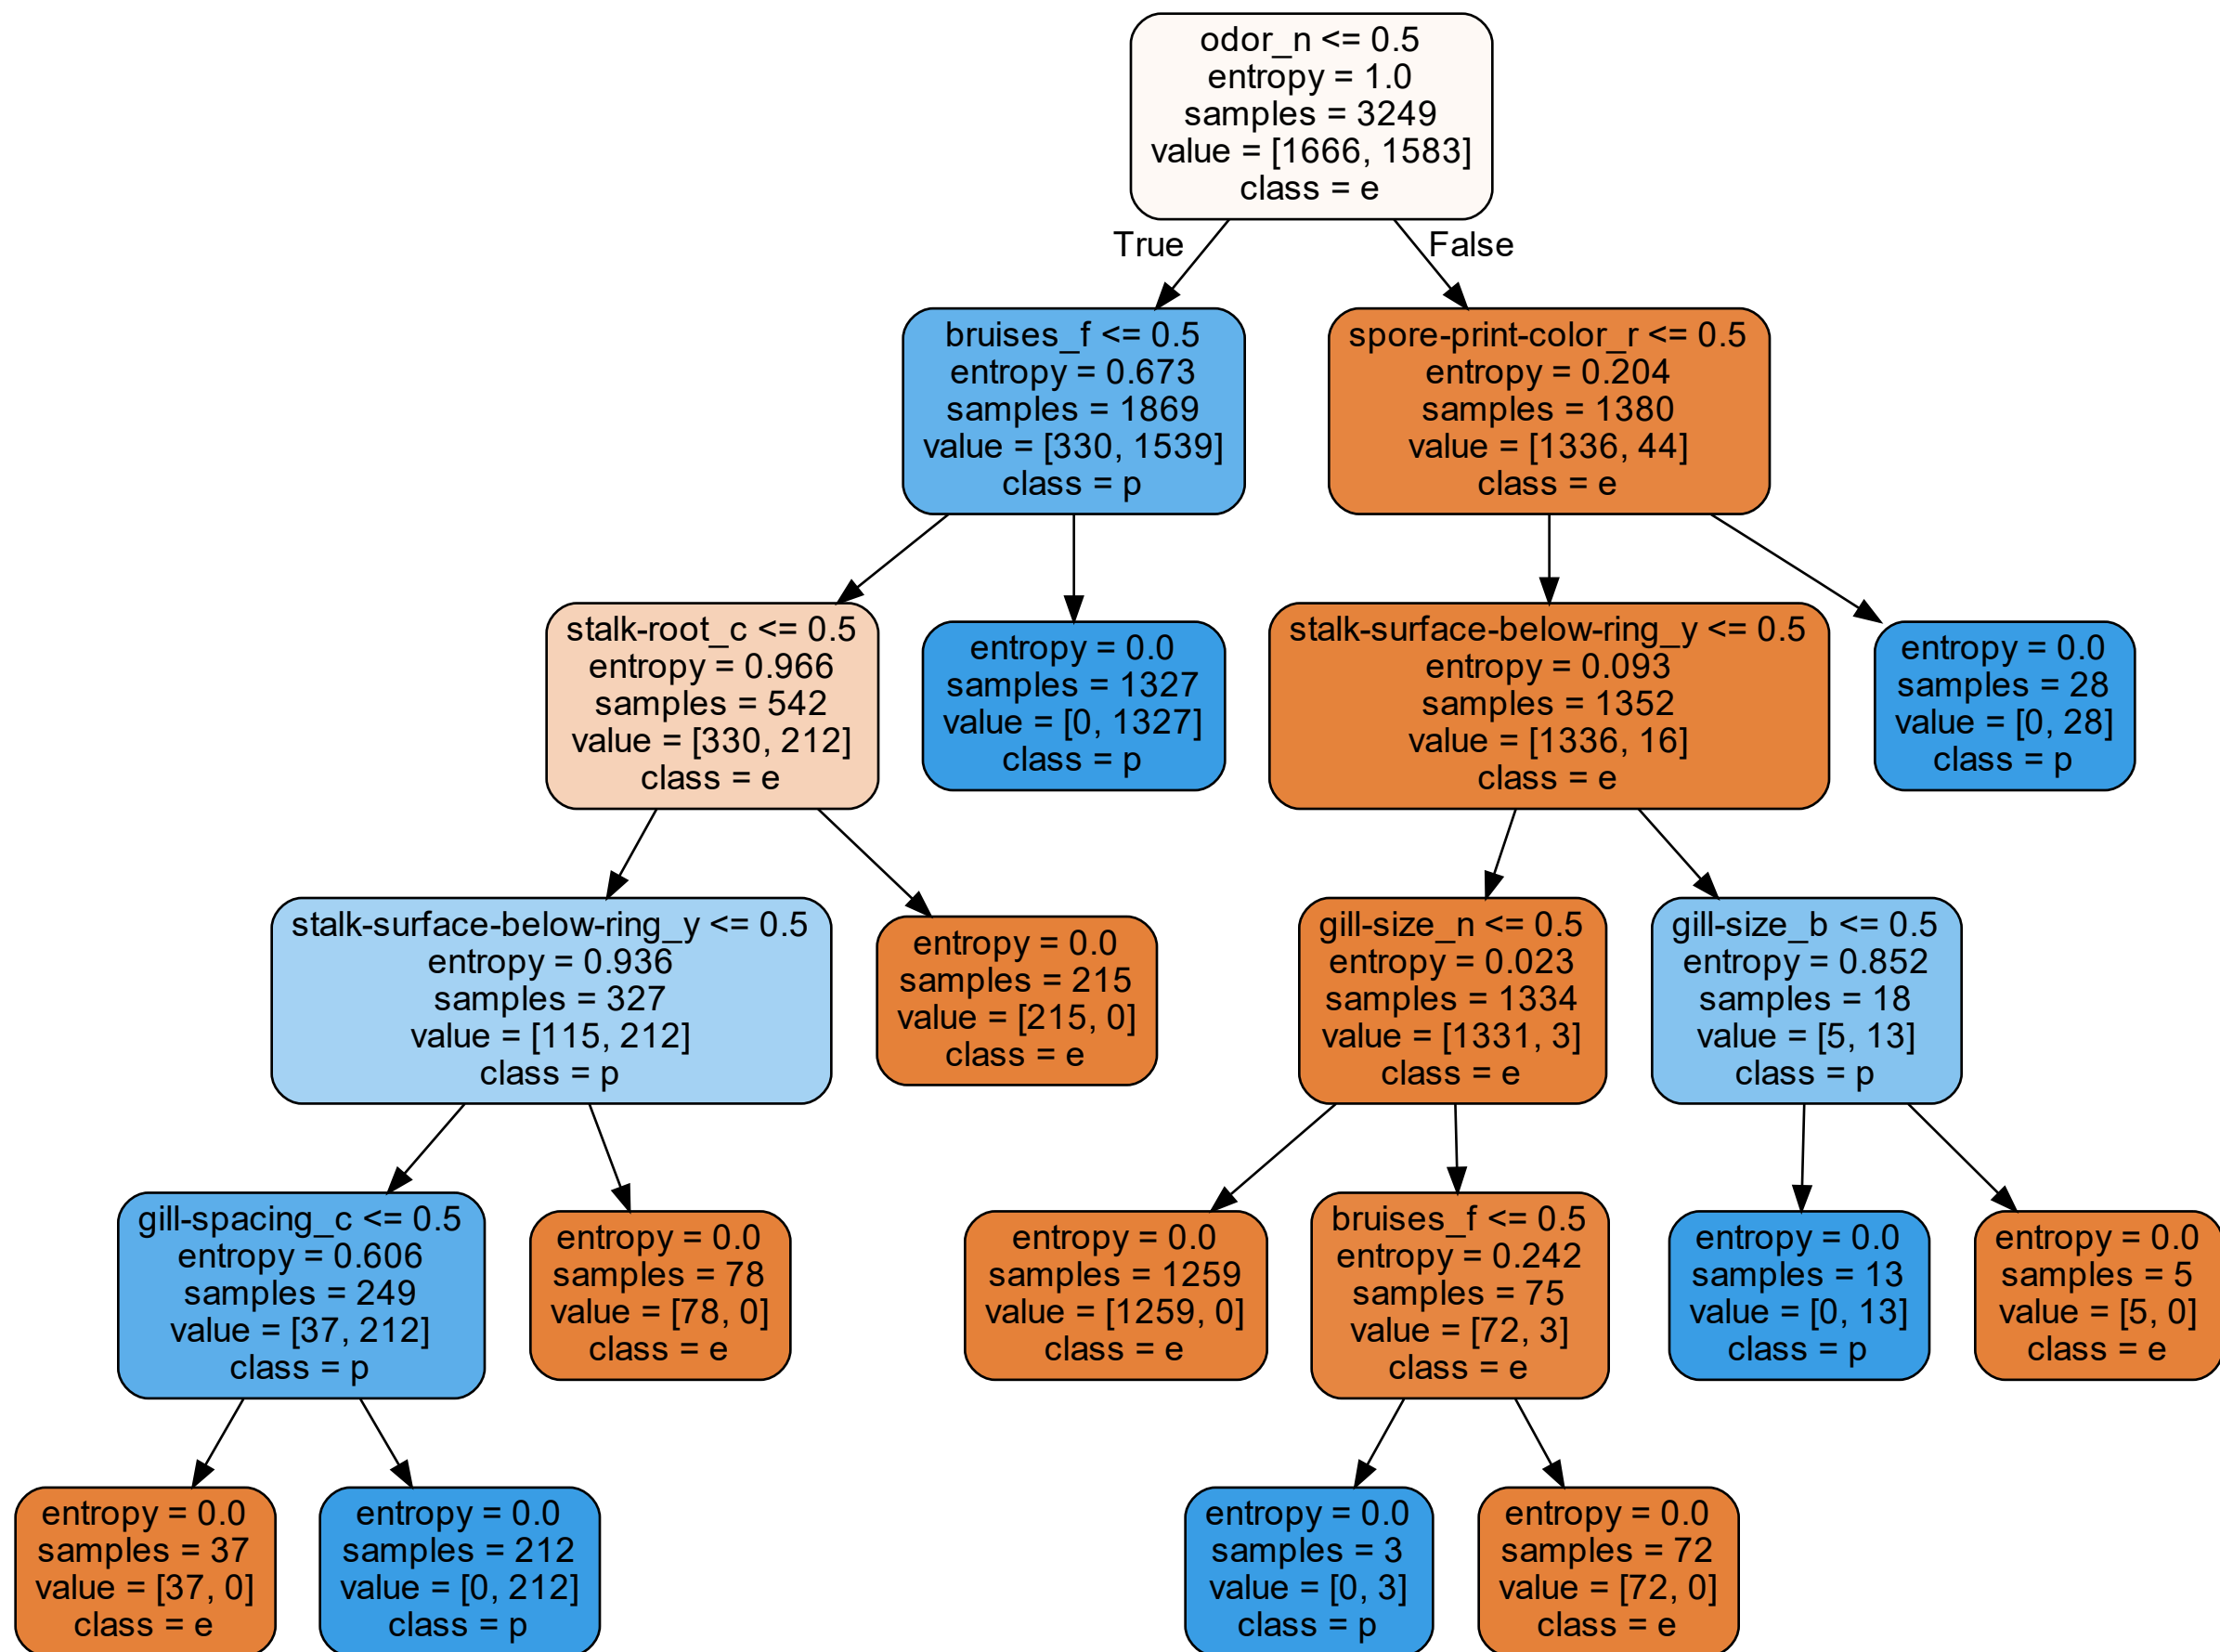 odor_n <= 0.5
entropy = 1.0
samples = 3249
value = [1666, 1583]
class = e
True
False
bruises_f <= 0.5
entropy = 0.673
samples = 1869
value = [330, 1539]
class = p
spore-print-color_r <= 0.5
entropy = 0.204
samples = 1380
value = [1336, 44]
class = e
stalk-root_c <= 0.5
entropy = 0.966
samples = 542
value = [330, 212]
class = e
entropy = 0.0
samples = 1327
value = [0, 1327]
class = p
stalk-surface-below-ring_y <= 0.5
entropy = 0.093
samples = 1352
value = [1336, 16]
class = e
entropy = 0.0
samples = 28
value = [0, 28]
class = p
stalk-surface-below-ring_y <= 0.5
entropy = 0.936
samples = 327
value = [115, 212]
class = p
entropy = 0.0
samples = 215
value = [215, 0]
class = e
gill-size_n <= 0.5
entropy = 0.023
samples = 1334
value = [1331, 3]
class = e
gill-size_b <= 0.5
entropy = 0.852
samples = 18
value = [5, 13]
class = p
gill-spacing_c <= 0.5
entropy = 0.606
samples = 249
value = [37, 212]
class = p
entropy = 0.0
samples = 78
value = [78, 0]
class = e
entropy = 0.0
samples = 1259
value = [1259, 0]
class = e
bruises_f <= 0.5
entropy = 0.242
samples = 75
value = [72, 3]
class = e
entropy = 0.0
samples = 13
value = [0, 13]
class = p
entropy = 0.0
samples = 5
value = [5, 0]
class = e
entropy = 0.0
samples = 37
value = [37, 0]
class = e
entropy = 0.0
samples = 212
value = [0, 212]
class = p
entropy = 0.0
samples = 3
value = [0, 3]
class = p
entropy = 0.0
samples = 72
value = [72, 0]
class = e